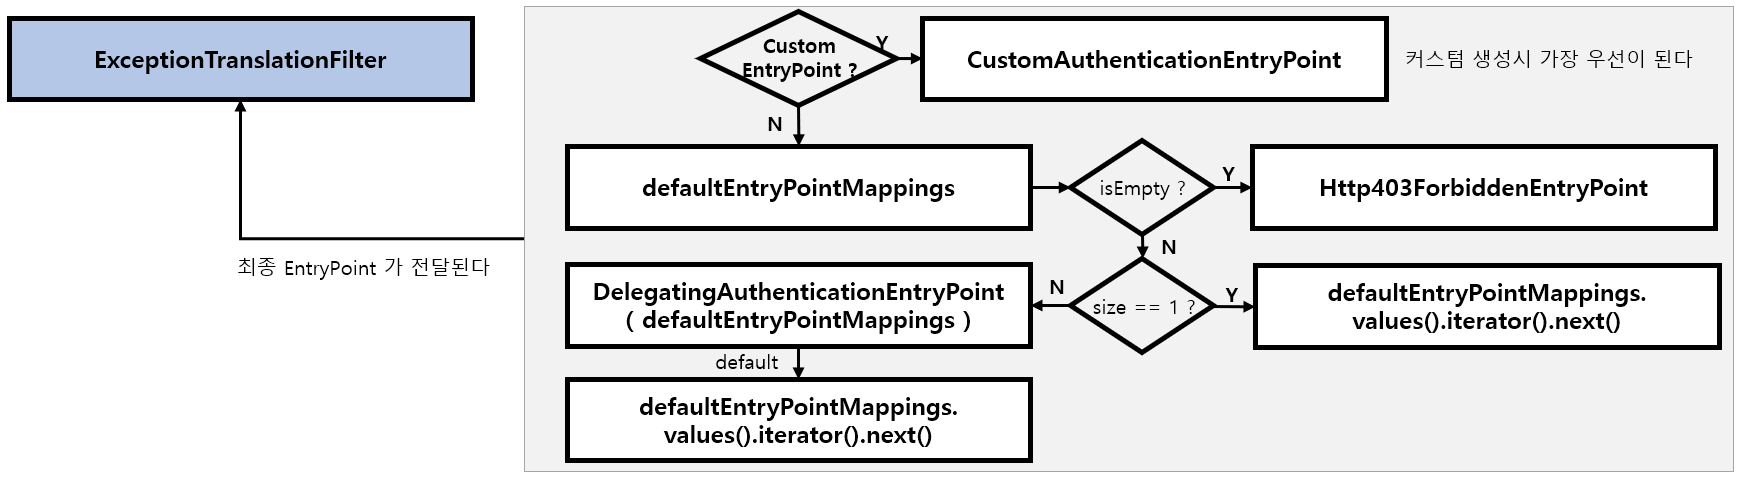 ExceptionTranslationFilter
Custom
EntryPoint ?
Y
CustomAuthenticationEntryPoint
커스텀 생성시 가장 우선이 된다
N
defaultEntryPointMappings
isEmpty ?
Y
Http403ForbiddenEntryPoint
N
최종 EntryPoint 가 전달된다
DelegatingAuthenticationEntryPoint
( defaultEntryPointMappings )
N
size == 1 ?
Y
defaultEntryPointMappings.
values().iterator().next()
default
defaultEntryPointMappings.
values().iterator().next()